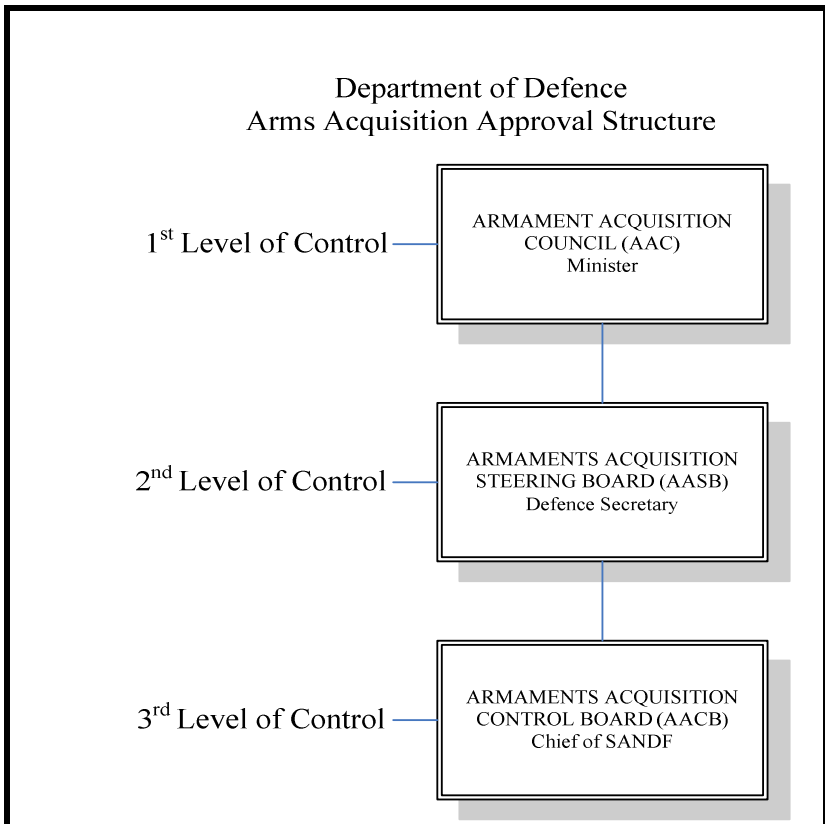 Department of Defence
Arms Acquisition Approval Structure
1st Level of Control
ARMAMENT ACQUISITION
COUNCIL (AAC)
Minister
2nd Level of Control
ARMAMENTS ACQUISITION
STEERING BOARD (AASB)
Defence Secretary
3rd Level of Control
ARMAMENTS ACQUISITION
CONTROL BOARD (AACB)
Chief of SANDF